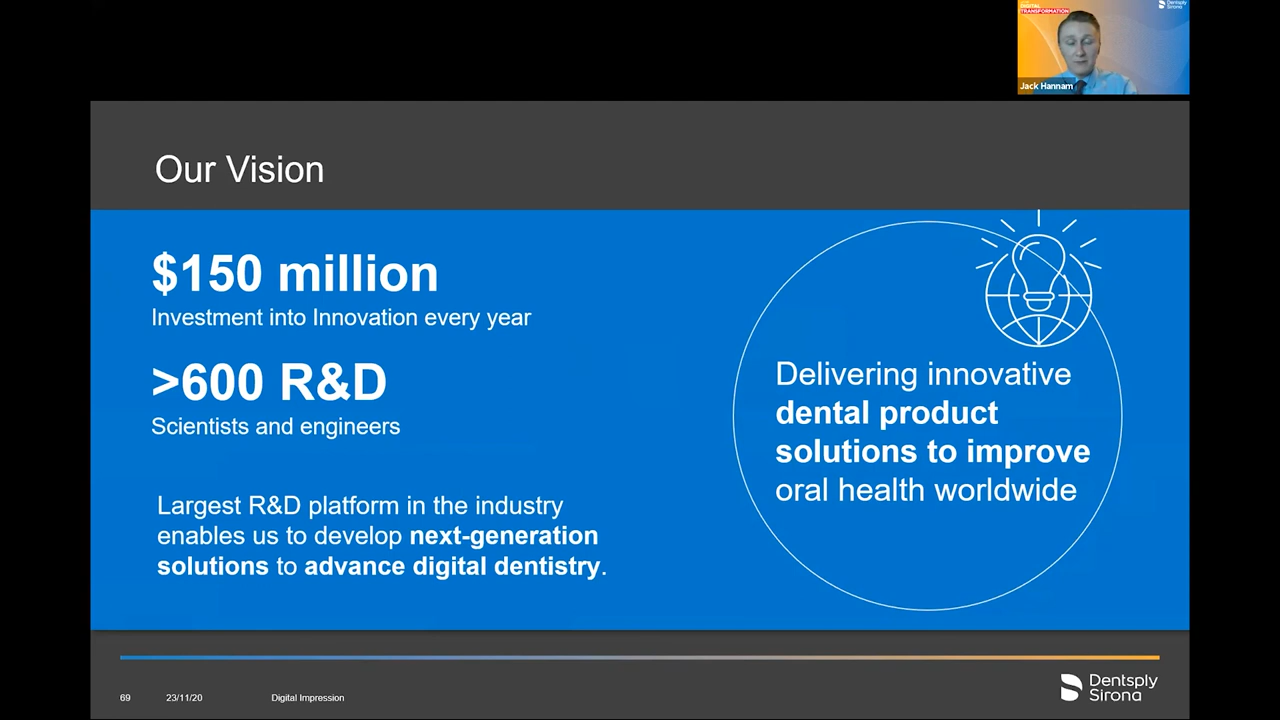 DIGITAL
TRANSFORMATION
Dentsply
Sirona
Jack Hannam
Our Vision
$150 million
Investment into Innovation every year
>600 R&D
Scientists and engineers
Largest R&D platform in the industry
enables us to develop next-generation
solutions to advance digital dentistry.
Delivering innovative
dental product
solutions to improve
oral health worldwide
69
23/11/20
Digital Impression
Dentsply
Sirona